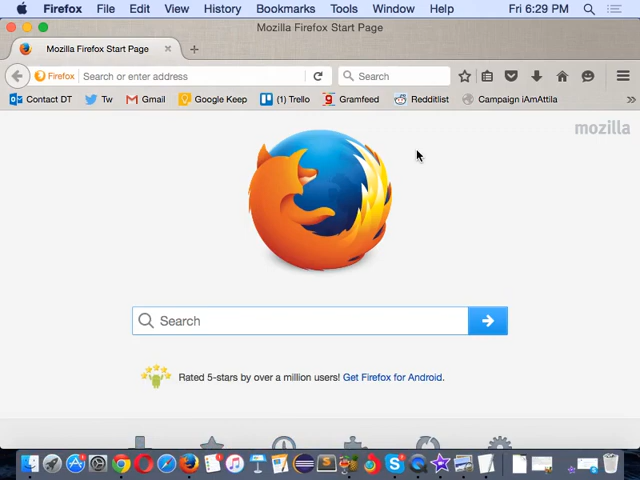 Firefox File Edit View History Bookmarks Tools Window Help Fri 6:29 PM
Mozilla Firefox Start Page
Mozilla Firefox Start Page
Firefox Search or enter address Search
Contact DT Tw Gmail Google Keep (1) Trello Gramfeed Redditlist Campaign iAmAttila
mozilla
Search
Rated 5-stars by over a million users! Get Firefox for Android.